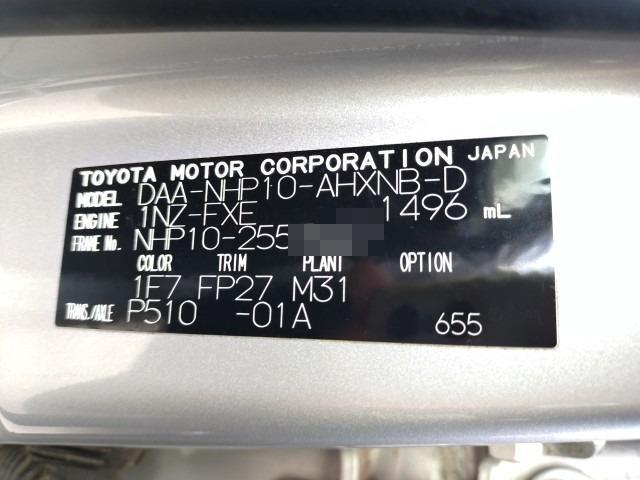 TOYOTA MOTOR CORPORATION JAPAN
MODEL DAA-NHP10-AHXNB-D
ENGINE 1NZ-FXE 1496 mL
FRAME No. NHP10-255
COLOR TRIM PLANT OPTION
1F7 FP27 M31
TRANS./AXLE P510 -01A 655